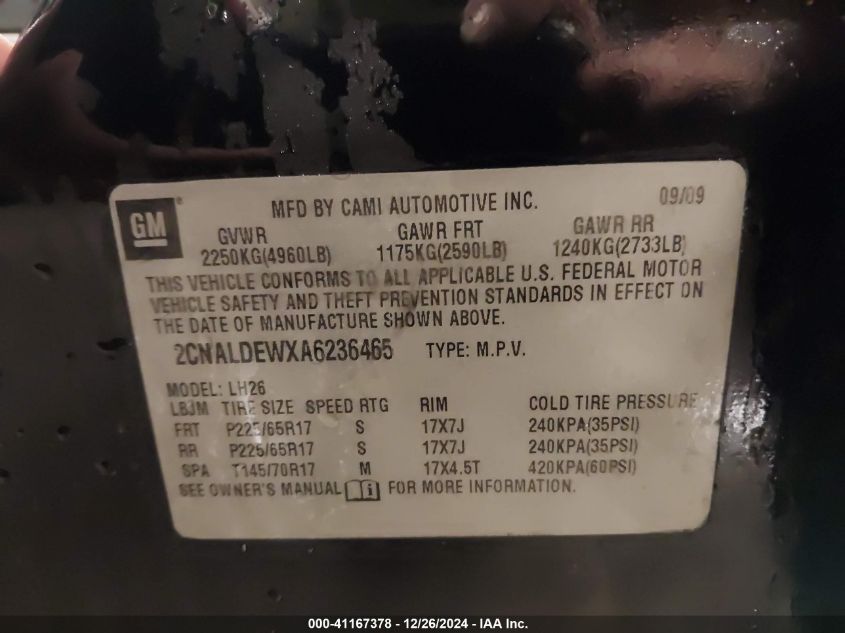 GM®
MFD BY CAMI AUTOMOTIVE INC. 09/09
GVWR GAWR FRT GAWR RR
2250KG(4960LB) 1175KG(2590LB) 1240KG(2733LB)
THIS VEHICLE CONFORMS TO ALL APPLICABLE U.S. FEDERAL MOTOR
VEHICLE SAFETY AND THEFT PREVENTION STANDARDS IN EFFECT ON
THE DATE OF MANUFACTURE SHOWN ABOVE.
2CNALDEWXA6236465 TYPE: M.P.V.
MODEL: LH26
LBJM TIRE SIZE SPEED RTG RIM COLD TIRE PRESSURE
FRT P225/65R17 S 17X7J 240KPA(35PSI)
RR P225/65R17 S 17X7J 240KPA(35PSI)
SPA T145/70R17 M 17X4.5T 420KPA(60PSI)
SEE OWNER'S MANUAL i FOR MORE INFORMATION.
000-41167378 - 12/26/2024 - IAA Inc.